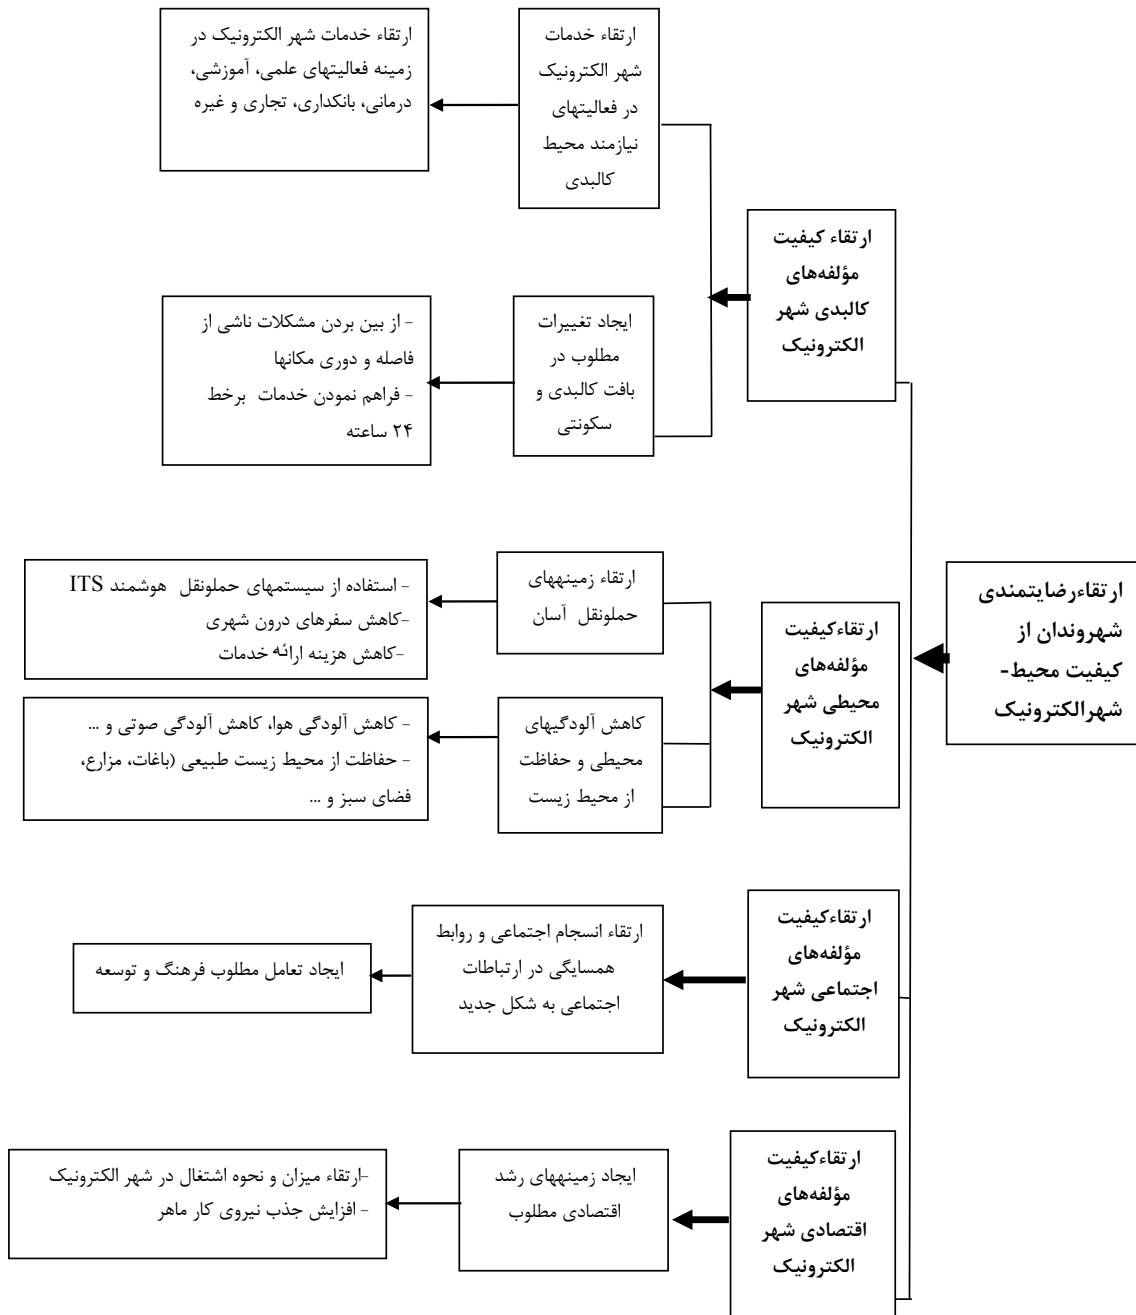 ارتقاءرضایتمندی
شهروندان از
کیفیت محیط-
شهرالکترونیک
ارتقاء کیفیت
مؤلفه‌های
کالبدی شهر
الکترونیک
ارتقاء خدمات
شهر الکترونیک
در فعالیتهای
نیازمند محیط
کالبدی
ارتقاء خدمات شهر الکترونیک در
زمینه فعالیتهای علمی، آموزشی،
درمانی، بانکداری، تجاری و غیره
ایجاد تغییرات
مطلوب در
بافت کالبدی و
سکونتی
- از بین بردن مشکلات ناشی از
فاصله و دوری مکانها
- فراهم نمودن خدمات برخط
۲۴ ساعته
ارتقاءکیفیت
مؤلفه‌های
محیطی شهر
الکترونیک
ارتقاء زمینههای
حملونقل آسان
- استفاده از سیستمهای حملونقل هوشمند ITS
-کاهش سفرهای درون شهری
-کاهش هزینه ارائه خدمات
کاهش آلودگیهای
محیطی و حفاظت
از محیط زیست
- کاهش آلودگی هوا، کاهش آلودگی صوتی و ...
- حفاظت از محیط زیست طبیعی (باغات، مزارع،
فضای سبز و ...
ارتقاءکیفیت
مؤلفه‌های
اجتماعی شهر
الکترونیک
ارتقاء انسجام اجتماعی و روابط
همسایگی در ارتباطات
اجتماعی به شکل جدید
ایجاد تعامل مطلوب فرهنگ و توسعه
ارتقاءکیفیت
مؤلفه‌های
اقتصادی شهر
الکترونیک
ایجاد زمینههای رشد
اقتصادی مطلوب
-ارتقاء میزان و نحوه اشتغال در شهر الکترونیک
- افزایش جذب نیروی کار ماهر